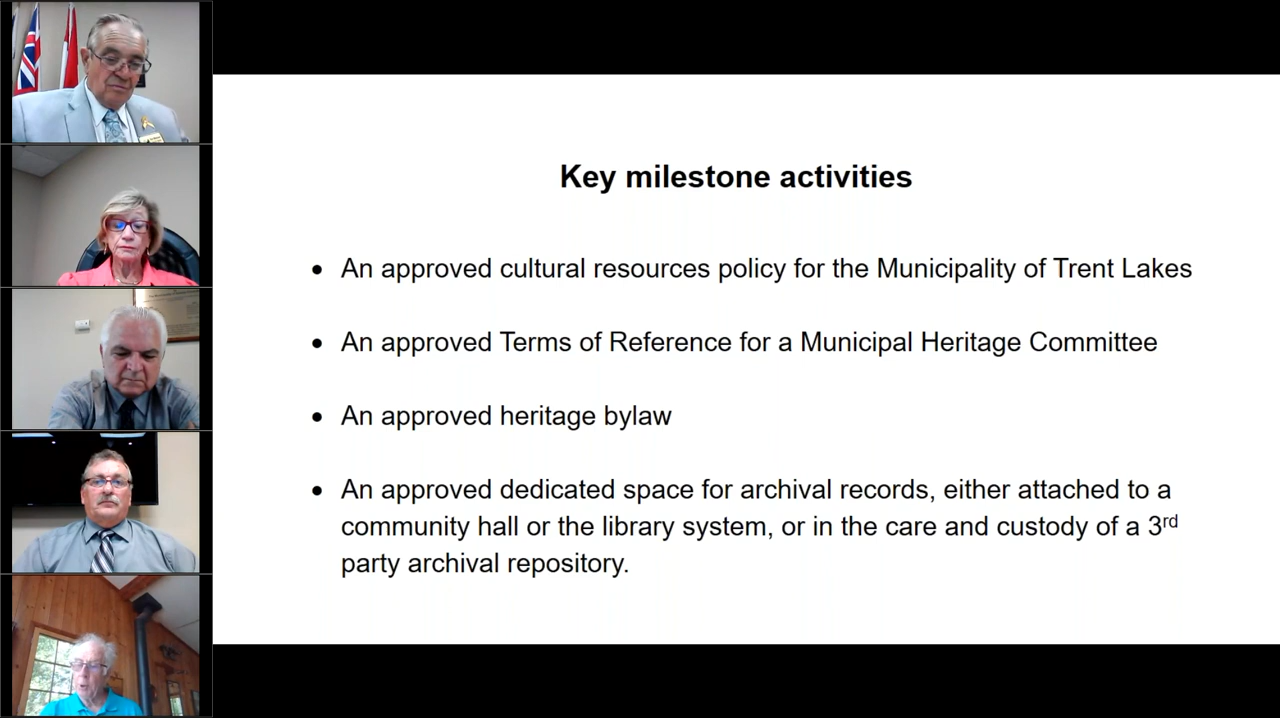 Key milestone activities
• An approved cultural resources policy for the Municipality of Trent Lakes
• An approved Terms of Reference for a Municipal Heritage Committee
• An approved heritage bylaw
• An approved dedicated space for archival records, either attached to a
community hall or the library system, or in the care and custody of a 3rd
party archival repository.